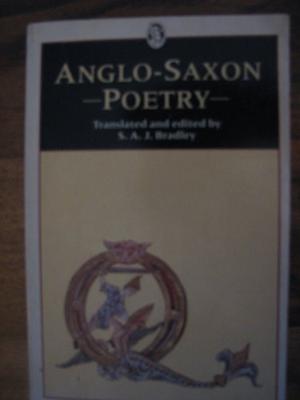 ANGLO-SAXON
—POETRY—
Translated and edited by
S. A. J. Bradley